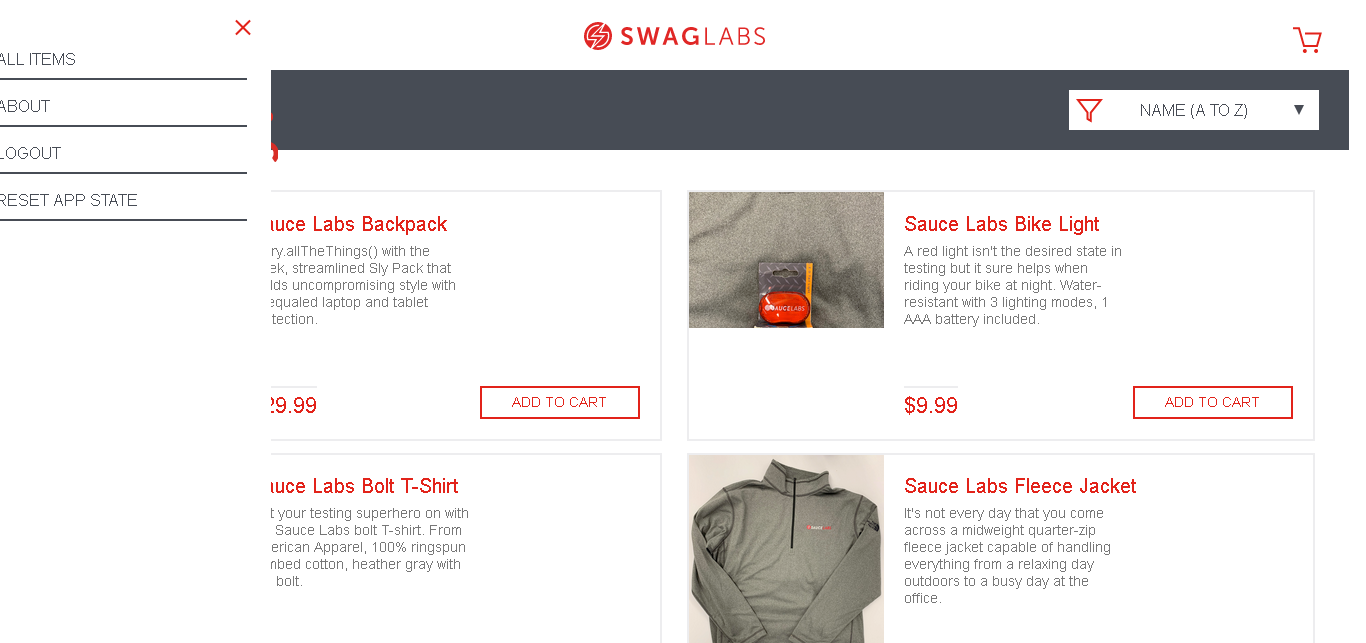 SWAGLABS
ALL ITEMS
ABOUT
LOGOUT
RESET APP STATE
NAME (A TO Z)
auce Labs Backpack
ry.allTheThings() with the
ek, streamlined Sly Pack that
lds uncompromising style with
equaled laptop and tablet
tection.
29.99
ADD TO CART
Sauce Labs Bike Light
A red light isn't the desired state in
testing but it sure helps when
riding your bike at night. Water-
resistant with 3 lighting modes, 1
AAA battery included.
SAUCELABS
$9.99
ADD TO CART
auce Labs Bolt T-Shirt
t your testing superhero on with
Sauce Labs bolt T-shirt. From
erican Apparel, 100% ringspun
mbed cotton, heather gray with
bolt.
Sauce Labs Fleece Jacket
It's not every day that you come
across a midweight quarter-zip
fleece jacket capable of handling
everything from a relaxing day
outdoors to a busy day at the
office.